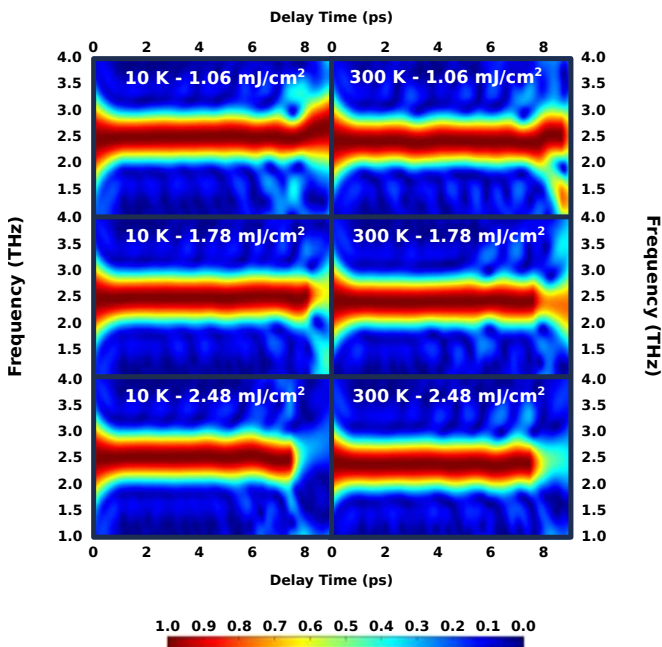 Delay Time (ps)
0 2 4 6 8 0 2 4 6 8
4.0 10 K - 1.06 mJ/cm² 300 K - 1.06 mJ/cm² 4.0
3.5 3.5
3.0 3.0
2.5 2.5
2.0 2.0
1.5 1.5
4.0 10 K - 1.78 mJ/cm² 300 K - 1.78 mJ/cm² 4.0
3.5 3.5
3.0 3.0
2.5 2.5
2.0 2.0
1.5 1.5
4.0 10 K - 2.48 mJ/cm² 300 K - 2.48 mJ/cm² 4.0
3.5 3.5
3.0 3.0
2.5 2.5
2.0 2.0
1.5 1.5
1.0 1.0
0 2 4 6 8 0 2 4 6 8
Delay Time (ps)
Frequency (THz)
Frequency (THz)
1.0 0.9 0.8 0.7 0.6 0.5 0.4 0.3 0.2 0.1 0.0